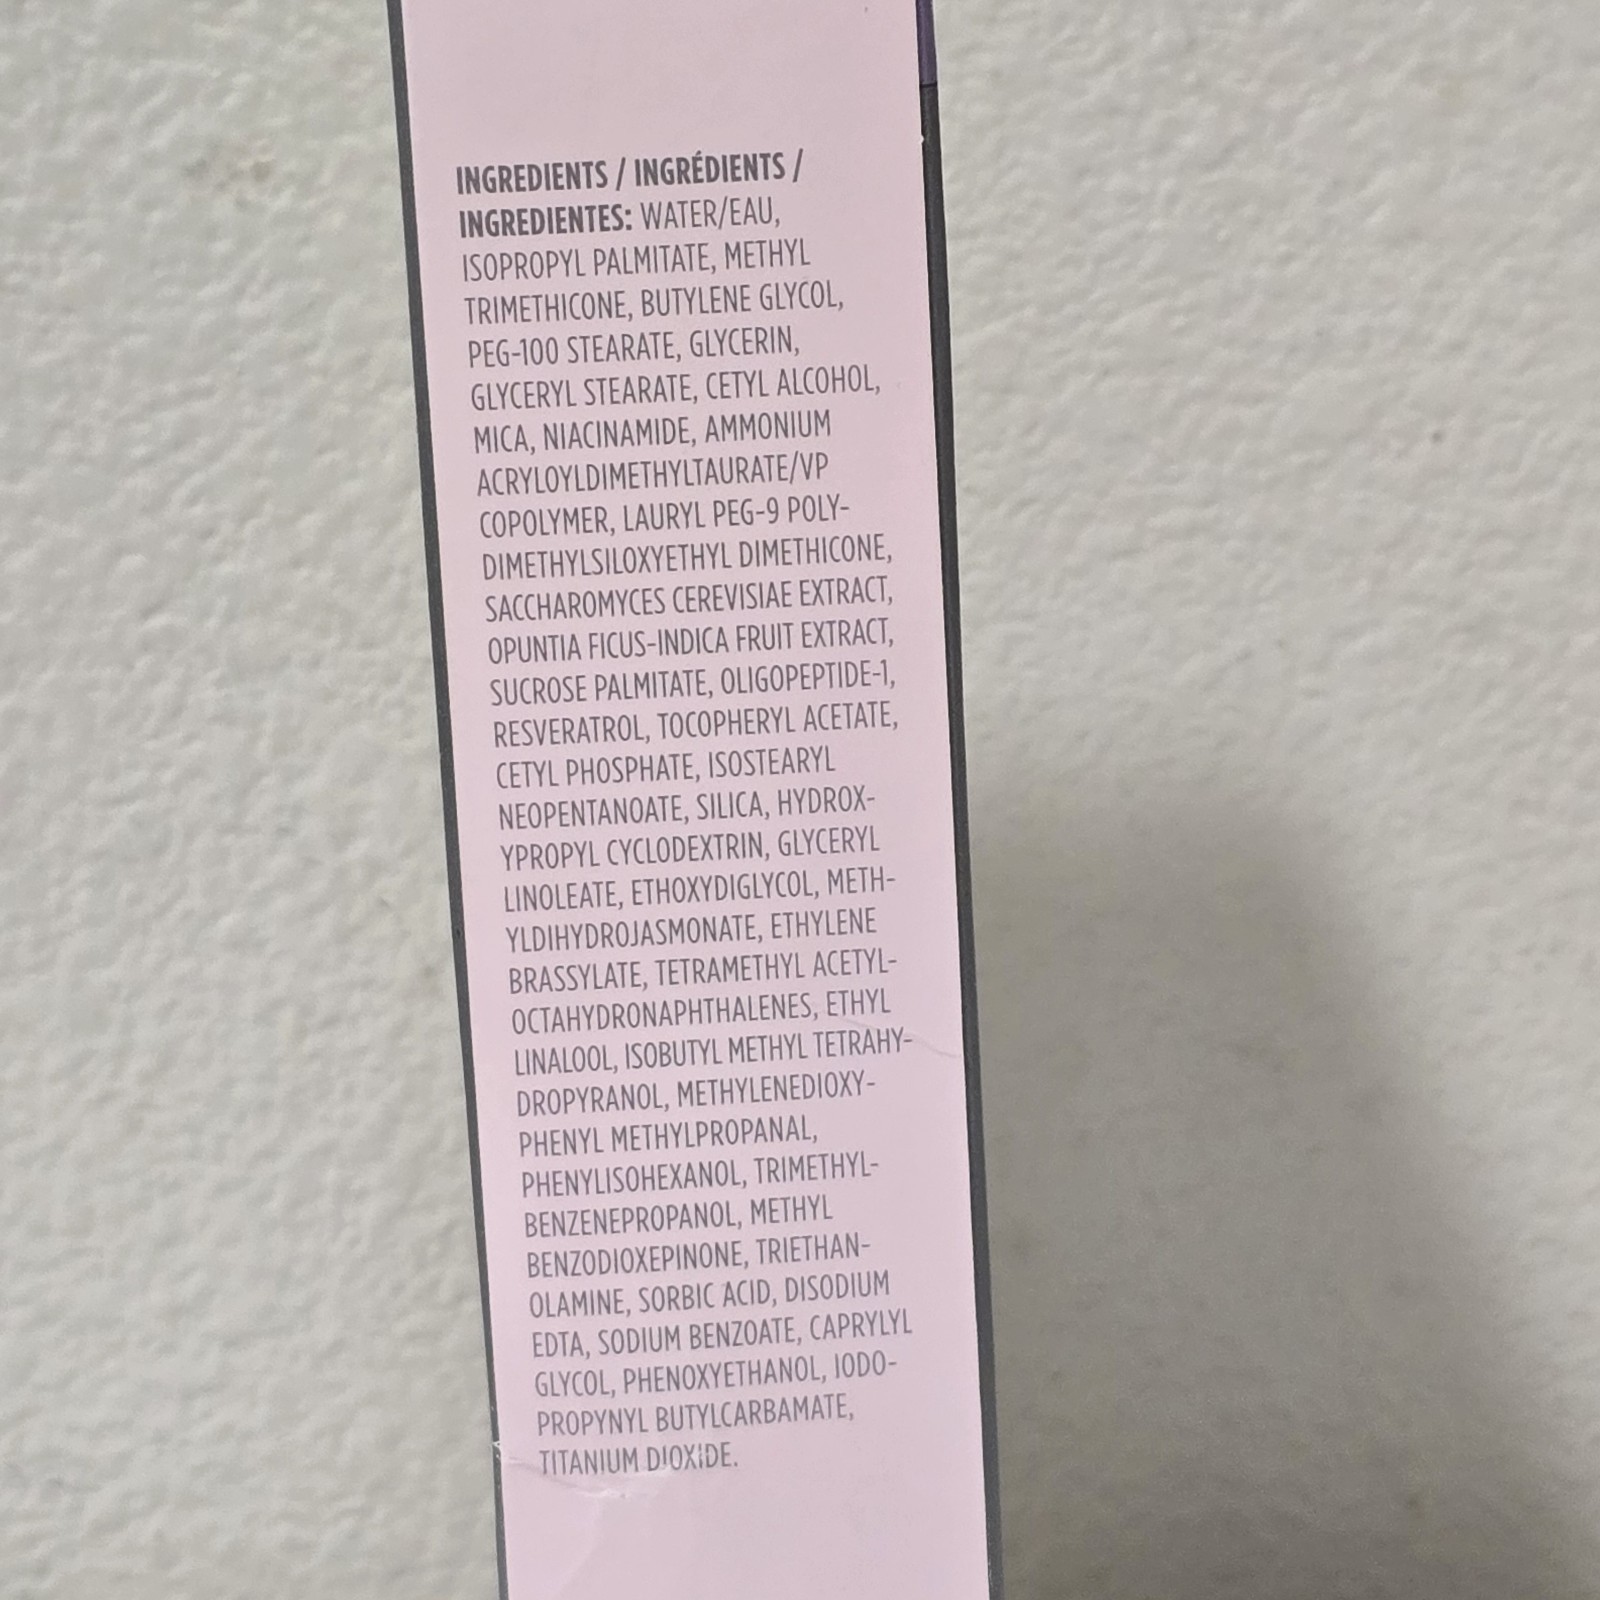 INGREDIENTS / INGRÉDIENTS /
INGREDIENTES: WATER/EAU,
ISOPROPYL PALMITATE, METHYL
TRIMETHICONE, BUTYLENE GLYCOL,
PEG-100 STEARATE, GLYCERIN,
GLYCERYL STEARATE, CETYL ALCOHOL,
MICA, NIACINAMIDE, AMMONIUM
ACRYLOYLDIMETHYLTAURATE/VP
COPOLYMER, LAURYL PEG-9 POLY-
DIMETHYLSILOXYETHYL DIMETHICONE,
SACCHAROMYCES CEREVISIAE EXTRACT,
OPUNTIA FICUS-INDICA FRUIT EXTRACT,
SUCROSE PALMITATE, OLIGOPEPTIDE-1,
RESVERATROL, TOCOPHERYL ACETATE,
CETYL PHOSPHATE, ISOSTEARYL
NEOPENTANOATE, SILICA, HYDROX-
YPROPYL CYCLODEXTRIN, GLYCERYL
LINOLEATE, ETHOXYDIGLYCOL, METH-
YLDIHYDROJASMONATE, ETHYLENE
BRASSYLATE, TETRAMETHYL ACETYL-
OCTAHYDRONAPHTHALENES, ETHYL
LINALOOL, ISOBUTYL METHYL TETRAHY-
DROPYRANOL, METHYLENEDIOXY-
PHENYL METHYLPROPANAL,
PHENYLISOHEXANOL, TRIMETHYL-
BENZENEPROPANOL, METHYL
BENZODIOXEPINONE, TRIETHAN-
OLAMINE, SORBIC ACID, DISODIUM
EDTA, SODIUM BENZOATE, CAPRYLYL
GLYCOL, PHENOXYETHANOL, IODO-
PROPYNYL BUTYLCARBAMATE,
TITANIUM DIOXIDE.